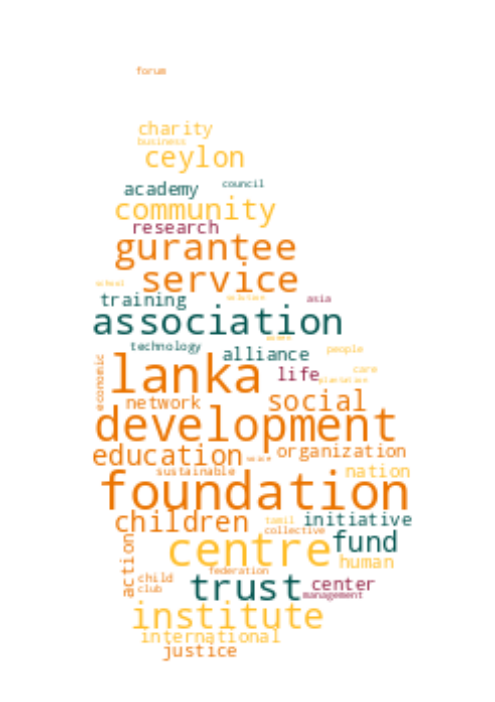 forum
charity
business
ceylon
academy council
community
research
gurantee
service
school
training asia
association
women
technology alliance people
economic lanka life care
plantation
network social
development
education organization
sustainable nation
foundation
children tamil initiative
collective
action centre fund
human
federation
child trust center
club management
institute
international
justice